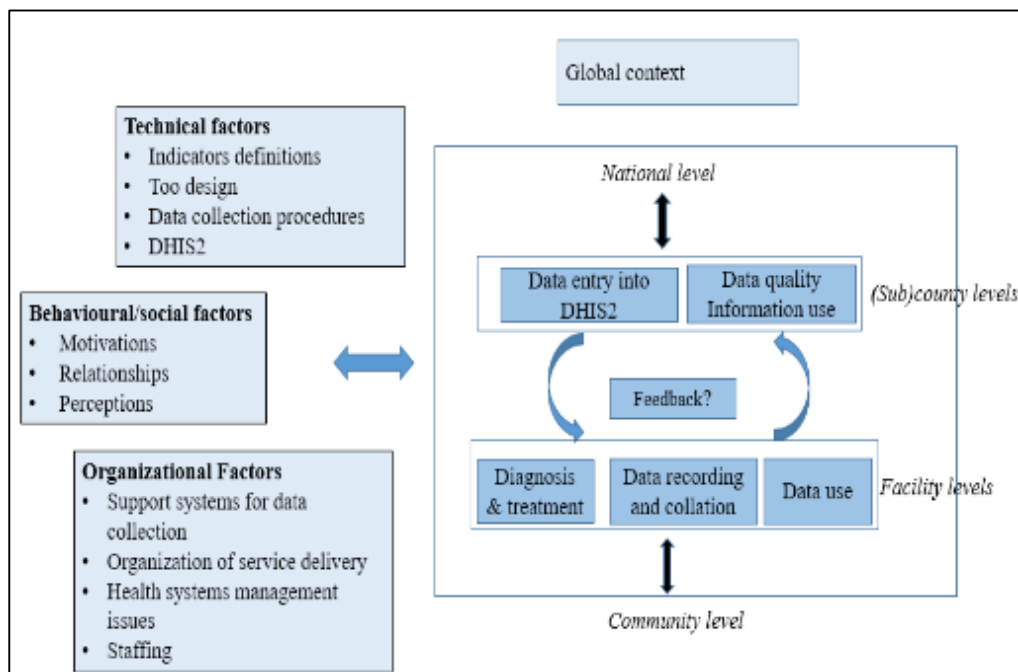 Global context
Technical factors
• Indicators definitions
• Too design
• Data collection procedures
• DHIS2
Behavioural/social factors
• Motivations
• Relationships
• Perceptions
Organizational Factors
• Support systems for data
collection
• Organization of service delivery
• Health systems management
issues
• Staffing
National level
Data entry into
DHIS2
Data quality
Information use
(Sub)county levels
Feedback?
Diagnosis
& treatment
Data recording
and collation
Data use
Facility levels
Community level